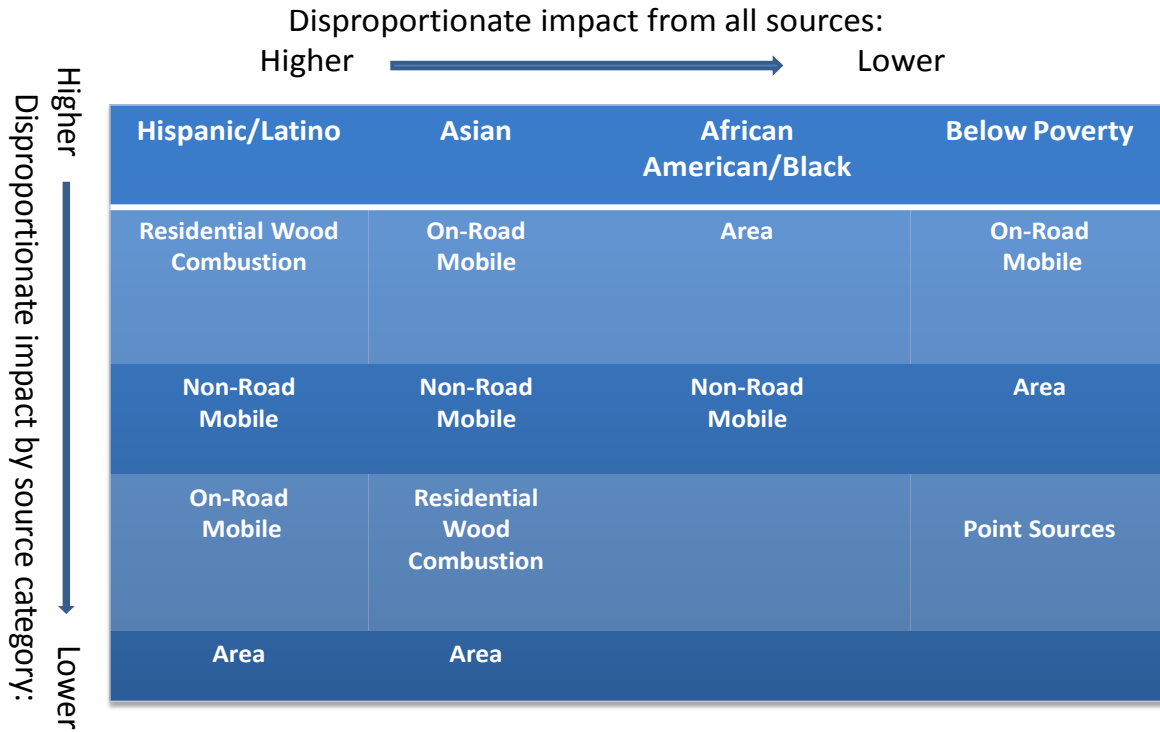 Disproportionate impact from all sources:
Higher
Lower
Higher
Disproportionate impact by source category:
Lower
Hispanic/Latino
Asian
African
American/Black
Below Poverty
Residential Wood
Combustion
On-Road
Mobile
Area
On-Road
Mobile
Non-Road
Mobile
Non-Road
Mobile
Non-Road
Mobile
Area
On-Road
Mobile
Residential
Wood
Combustion
Point Sources
Area
Area